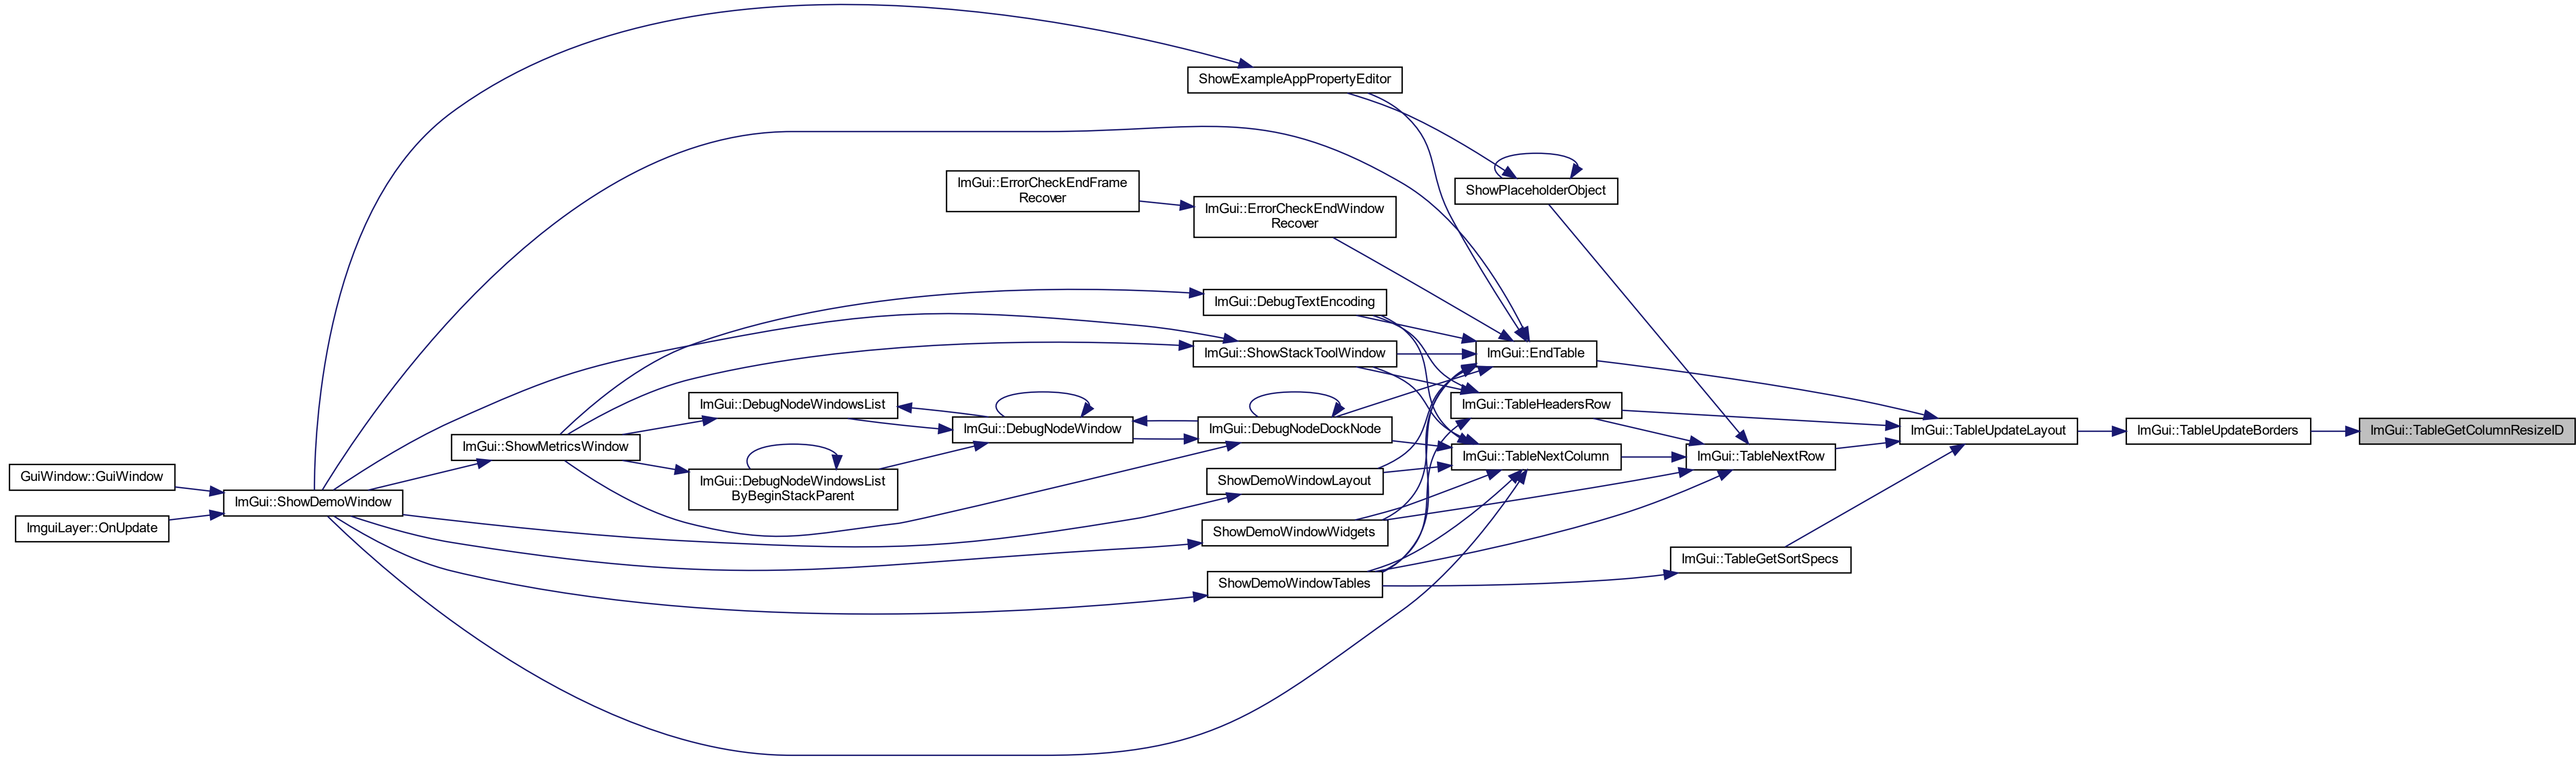 ShowExampleAppPropertyEditor
ImGui::ErrorCheckEndFrame
Recover
ShowPlaceholderObject
ImGui::ErrorCheckEndWindow
Recover
ImGui::DebugTextEncoding
ImGui::ShowStackToolWindow
ImGui::EndTable
ImGui::DebugNodeWindowsList
ImGui::TableHeadersRow
ImGui::DebugNodeWindow
ImGui::DebugNodeDockNode
ImGui::TableUpdateLayout
ImGui::TableUpdateBorders
ImGui::TableGetColumnResizeID
ImGui::ShowMetricsWindow
ImGui::TableNextColumn
ImGui::TableNextRow
GuiWindow::GuiWindow
ImGui::DebugNodeWindowsList
ByBeginStackParent
ShowDemoWindowLayout
ImGui::ShowDemoWindow
ImguiLayer::OnUpdate
ShowDemoWindowWidgets
ImGui::TableGetSortSpecs
ShowDemoWindowTables